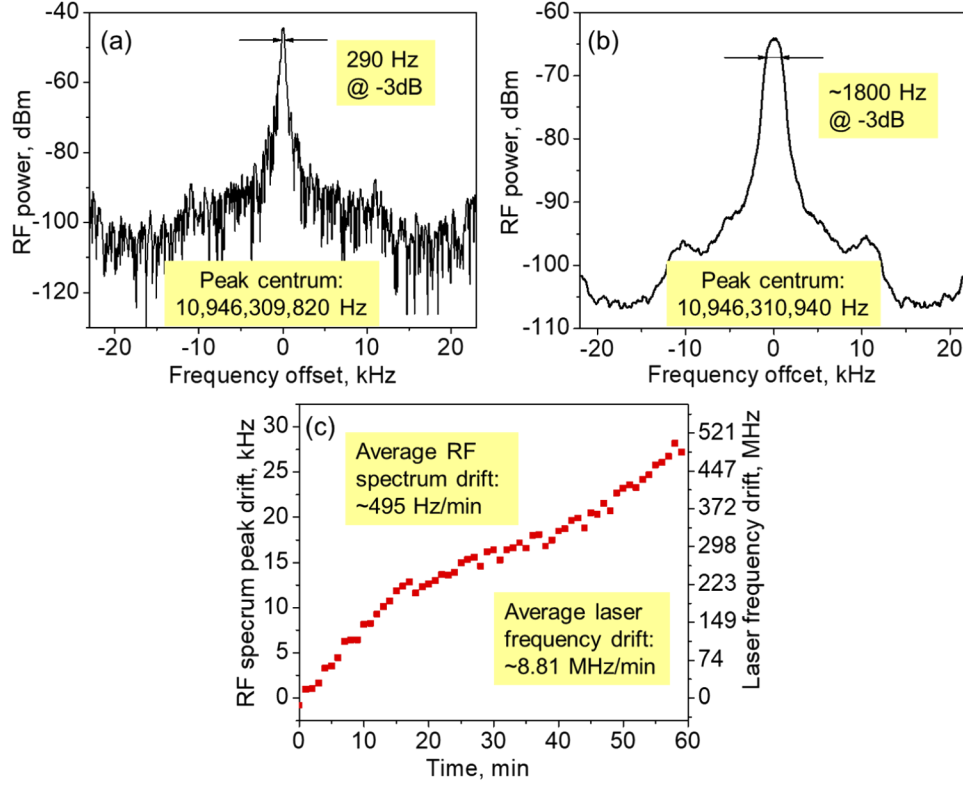 (a)
290 Hz
@ -3dB
Peak centrum:
10,946,309,820 Hz
RF power, dBm
-40
-60
-80
-100
-120
-20
-10
0
10
20
Frequency offset, kHz
(b)
~1800 Hz
@ -3dB
Peak centrum:
10,946,310,940 Hz
RF power, dBm
-60
-70
-80
-90
-100
-110
-20
-10
0
10
20
Frequency offcet, kHz
(c)
Average RF
spectrum drift:
~495 Hz/min
Average laser
frequency drift:
~8.81 MHz/min
RF specrum peak drift, kHz
30
25
20
15
10
5
0
Laser frequency drift, MHz
521
447
372
298
223
149
74
0
0
10
20
30
40
50
60
Time, min